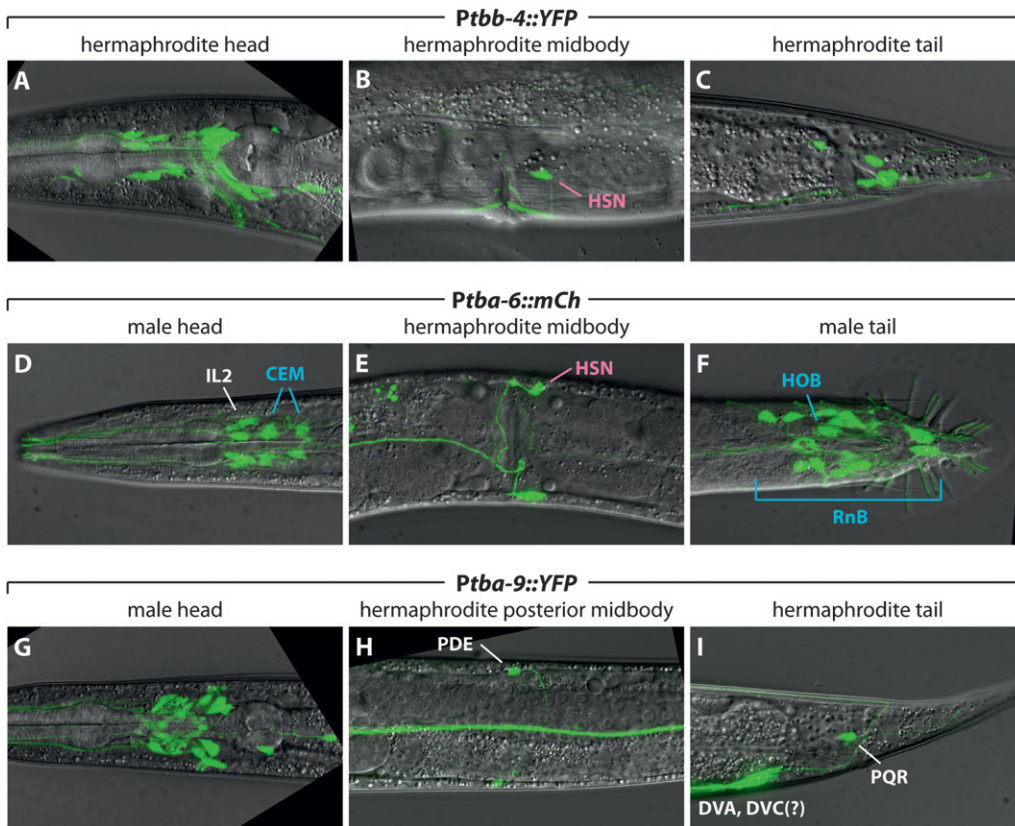 Ptbb-4::YFP
hermaphrodite head
hermaphrodite midbody
hermaphrodite tail
A
B
C
HSN
Ptba-6::mCh
male head
hermaphrodite midbody
male tail
D
E
F
IL2
CEM
HSN
HOB
RnB
Ptba-9::YFP
male head
hermaphrodite posterior midbody
hermaphrodite tail
G
H
I
PDE
PQR
DVA, DVC(?)